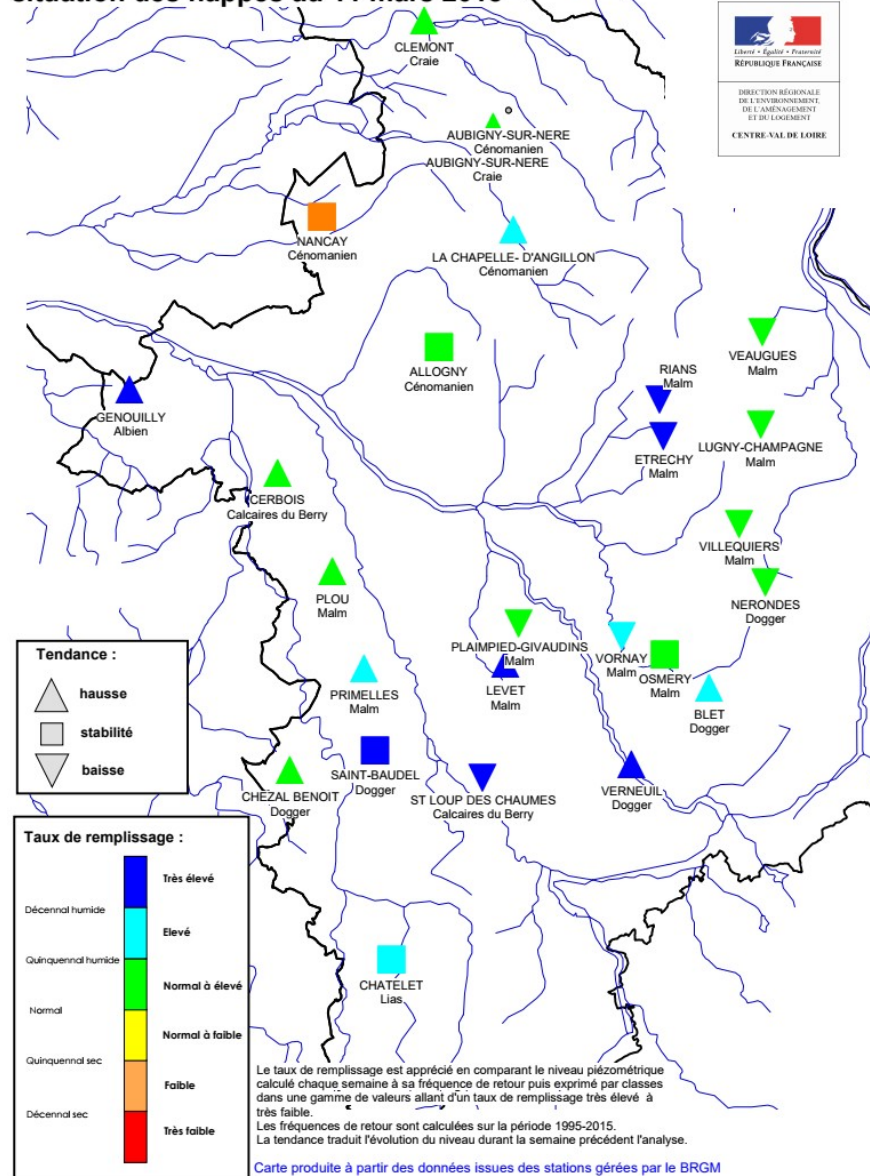 CLEMONT
Craie
Liberté • Égalité • Fraternité
RÉPUBLIQUE FRANÇAISE
DIRECTION RÉGIONALE
DE L'ENVIRONNEMENT,
DE L'AMÉNAGEMENT
ET DU LOGEMENT
CENTRE-VAL DE LOIRE
AUBIGNY-SUR-NERE
Cénomanien
AUBIGNY-SUR-NERE
Craie
NANCAY
Cénomanien
LA CHAPELLE- D'ANGILLON
Cénomanien
VEAUGUES
Malm
ALLOGNY
Cénomanien
RIANS
Malm
GENOUILLY
Albien
ETRECHY
Malm
LUGNY-CHAMPAGNE
Malm
CERBOIS
Calcaires du Berry
VILLEQUIERS
Malm
PLOU
Malm
NERONDES
Dogger
PLAIMPIED-GIVAUDINS
Malm
LEVET
Malm
VORNAY
Malm
OSMERY
Malm
PRIMELLES
Malm
BLET
Dogger
Tendance :
hausse
stabilité
baisse
SAINT-BAUDEL
Dogger
CHEZAL BENOIT
Dogger
ST LOUP DES CHAUMES
Calcaires du Berry
VERNEUIL
Dogger
CHATELET
Lias
Taux de remplissage :
Très élevé
Décennal humide
Elevé
Quinquennal humide
Normal à élevé
Normal
Normal à faible
Quinquennal sec
Faible
Décennal sec
Très faible
Le taux de remplissage est apprécié en comparant le niveau piézométrique
calculé chaque semaine à sa fréquence de retour puis exprimé par classes
dans une gamme de valeurs allant d'un taux de remplissage très élevé à
très faible.
Les fréquences de retour sont calculées sur la période 1995-2015.
La tendance traduit l'évolution du niveau durant la semaine précédent l'analyse.
Carte produite à partir des données issues des stations gérées par le BRGM